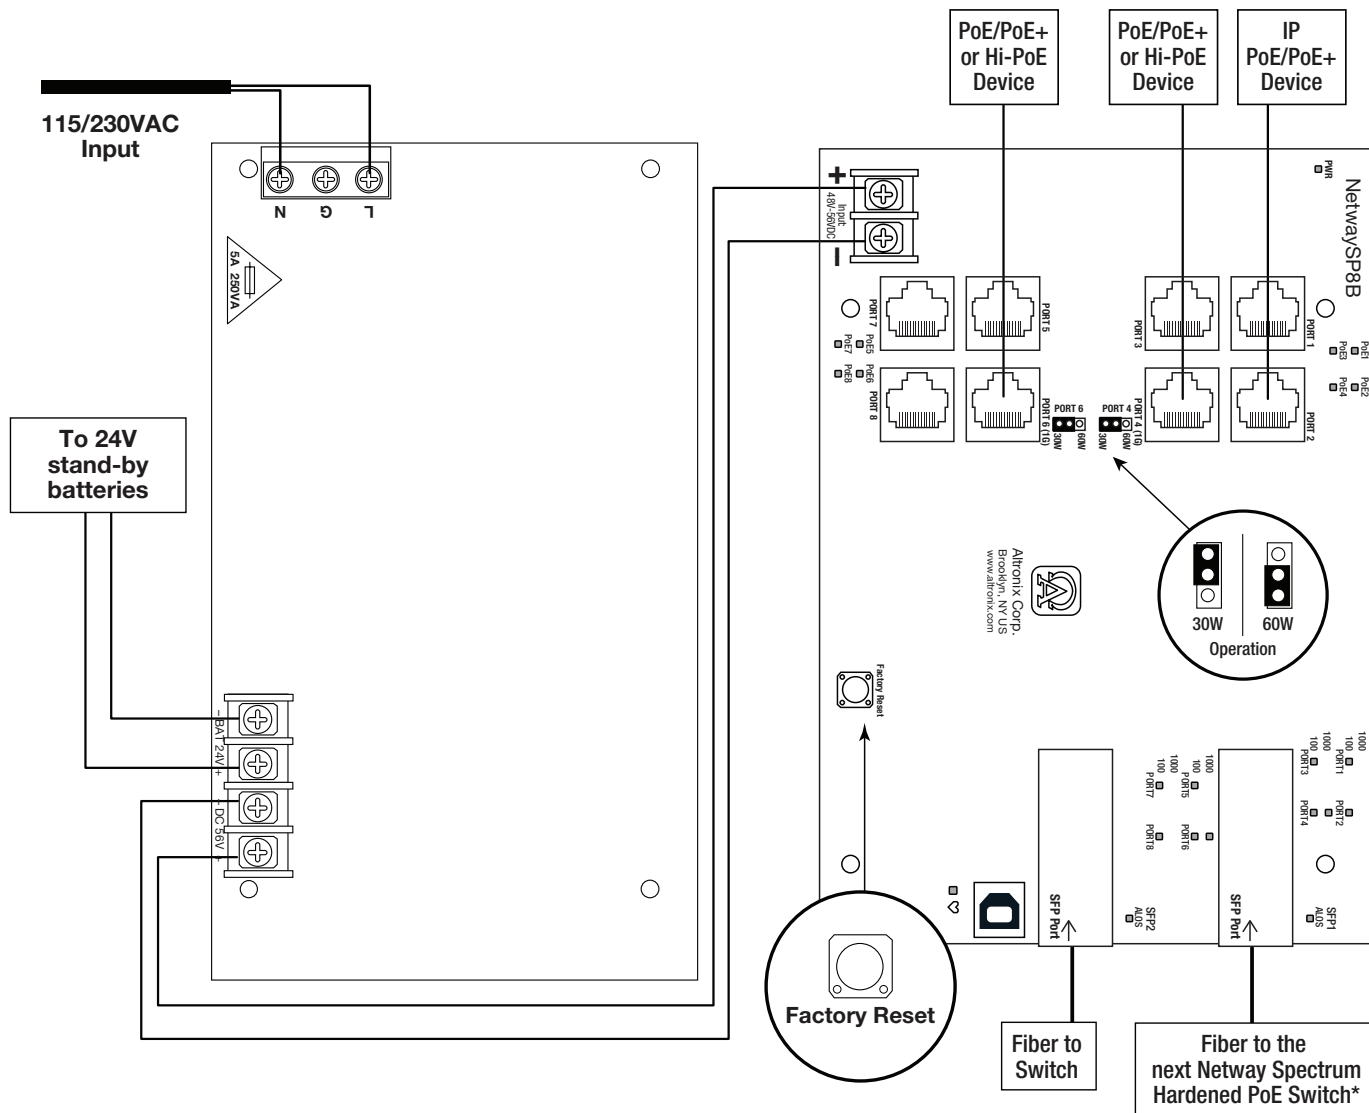 PoE/PoE+
or Hi-PoE
Device
PoE/PoE+
or Hi-PoE
Device
IP
PoE/PoE+
Device
115/230VAC
Input
N
G
L
5A 250VA
+
Input:
48V-56VDC
–
PWR
NetwaySP8B
PORT 7
PORT 5
PORT 3
PORT 1
PoE7
PoE5
PoE8
PoE6
PoE3
PoE1
PoE4
PoE2
PORT 8
PORT 6 (1G)
PORT 6
30W
60W
PORT 4
30W
60W
PORT 4 (1G)
PORT 2
To 24V
stand-by
batteries
30W
60W
Operation
Altronix Corp.
Brooklyn, NY US
www.altronix.com
Factory Reset
– BAT 24V +
– DC 56V +
1000
100
PORT7
1000
100
PORT5
PORT8
PORT6
1000
100
PORT3
1000
100
PORT1
PORT4
PORT2
SFP Port
SFP2
ALOS
SFP Port
SFP1
ALOS
Factory Reset
Fiber to
Switch
Fiber to the
next Netway Spectrum
Hardened PoE Switch*